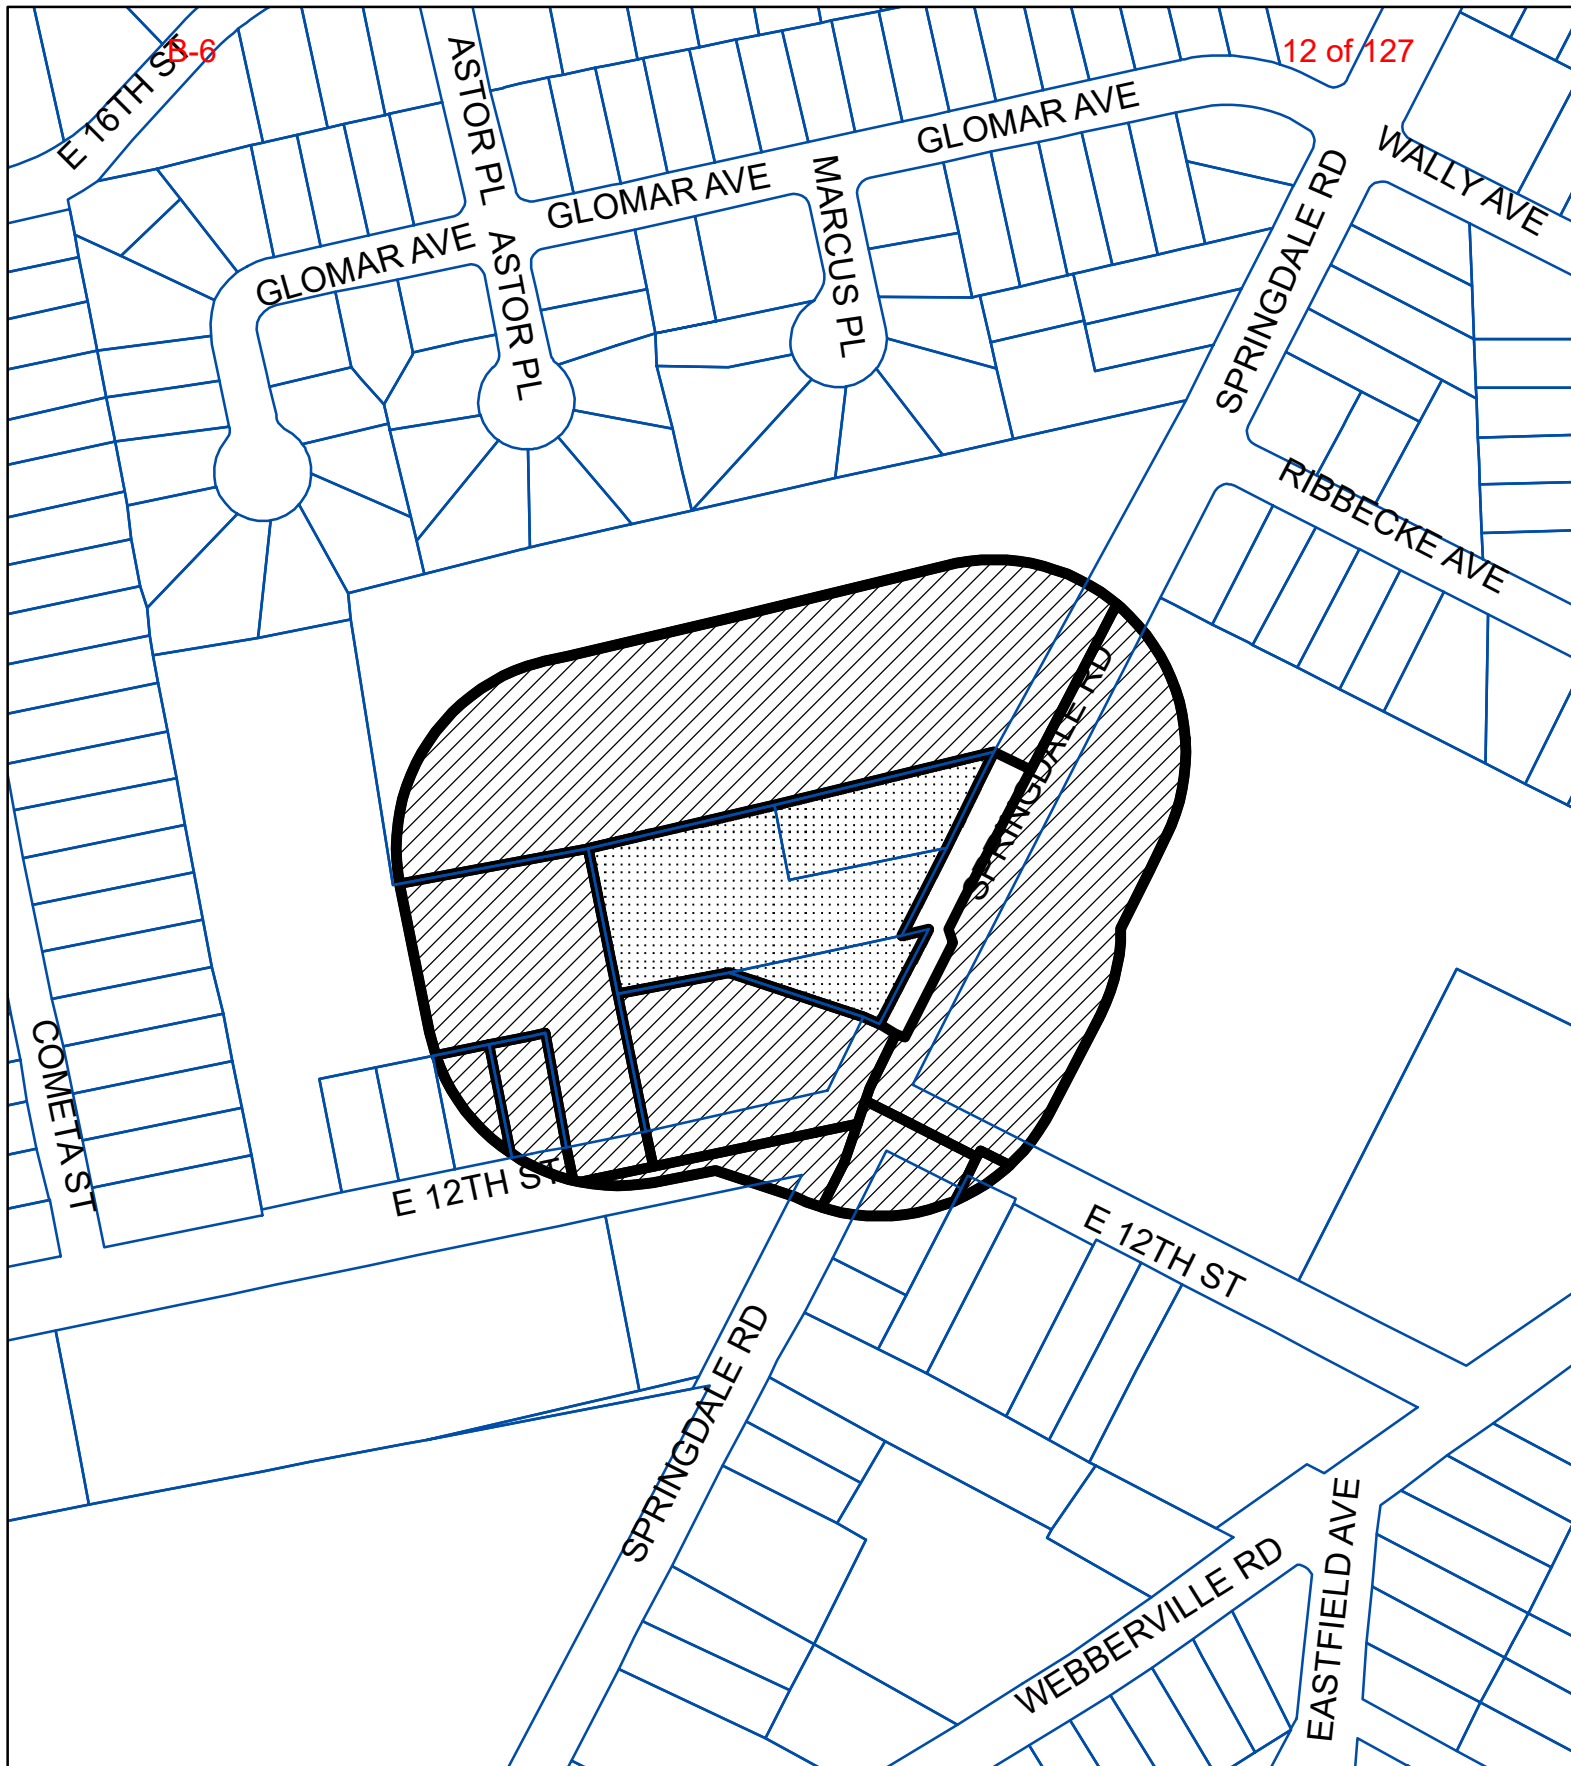 B-6
12 of 127
E 16TH ST
ASTOR PL
GLOMAR AVE
WALLY AVE
GLOMAR AVE
MARCUS PL
SPRINGDALE RD
GLOMAR AVE
ASTOR PL
RIBBECKE AVE
SPRINGDALE RD
COMETA ST
E 12TH ST
E 12TH ST
SPRINGDALE RD
WEBBERVILLE RD
EASTFIELD AVE